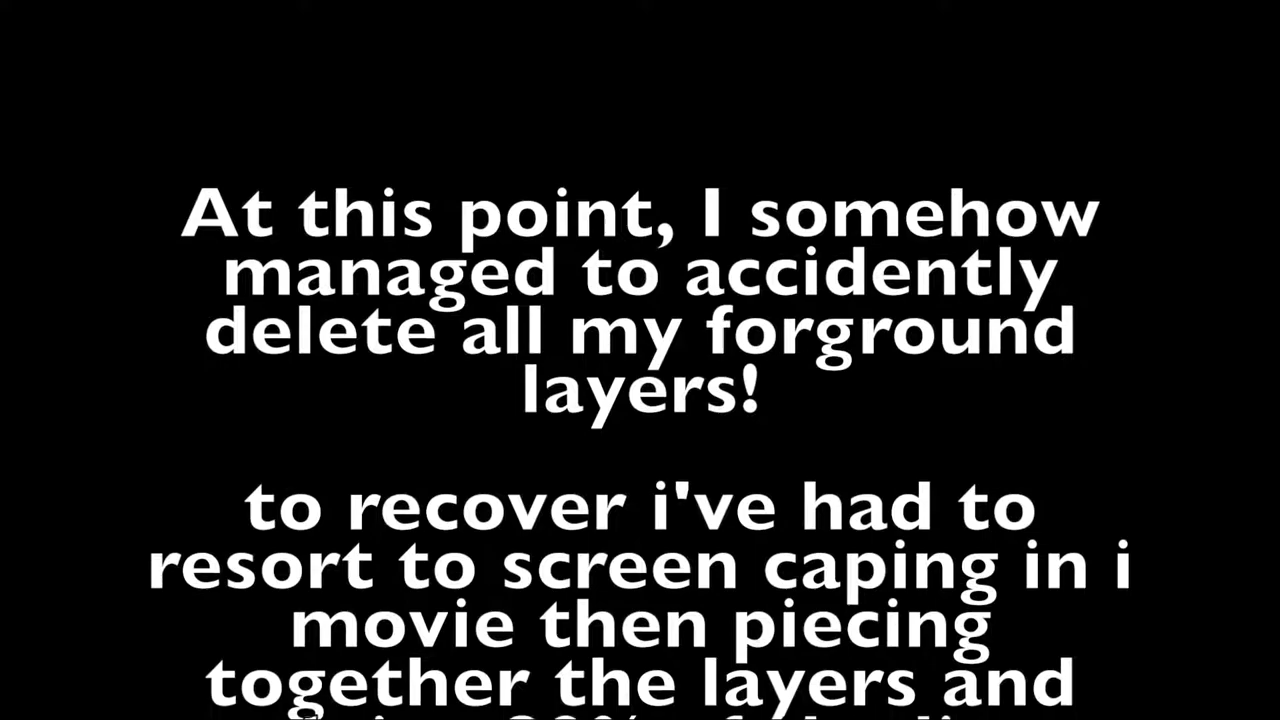 At this point, I somehow
managed to accidently
delete all my forground
layers!
to recover i've had to
resort to screen caping in i
movie then piecing
together the layers and